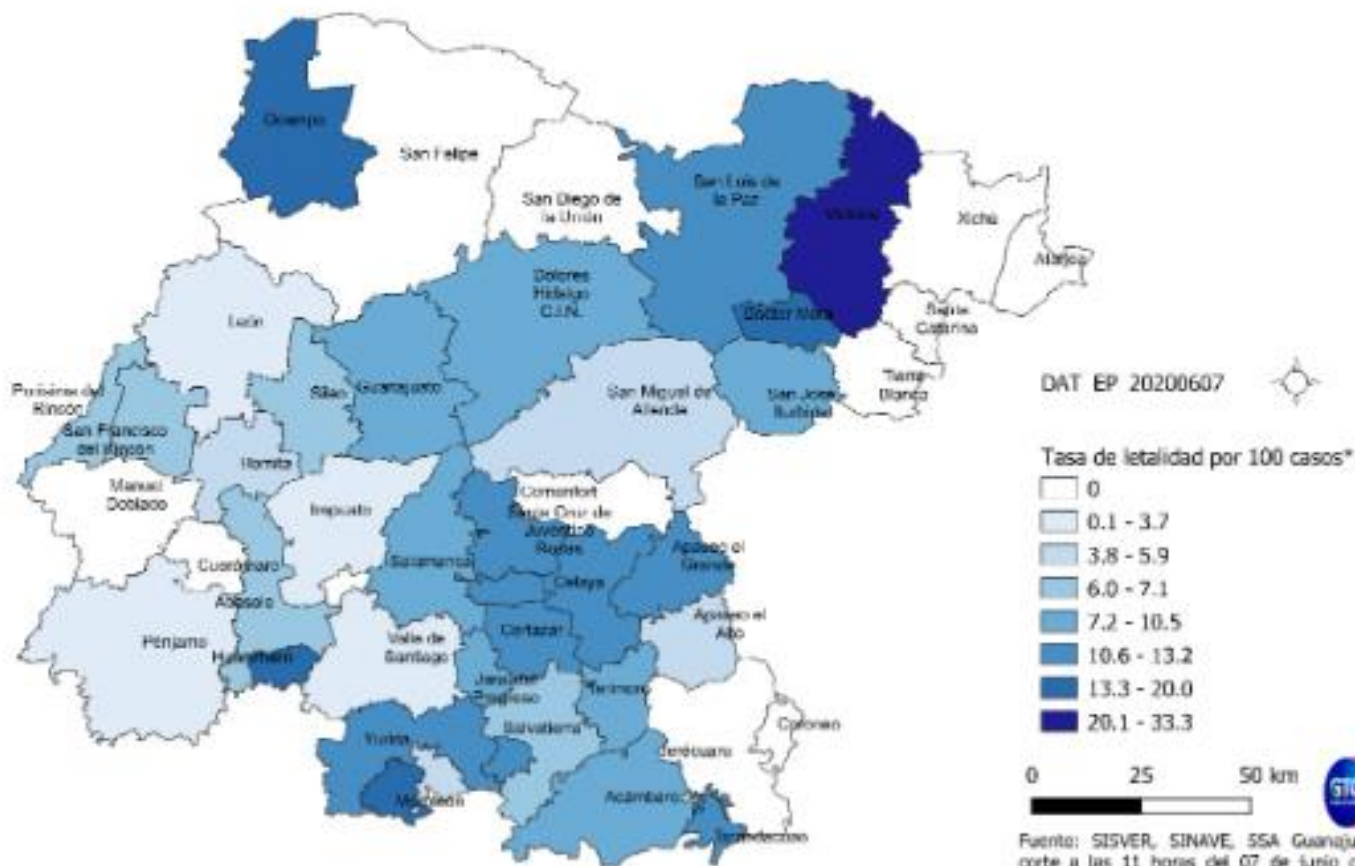 Ocampo
San Felipe
San Diego de
la Unión
San Luis de
la Paz
Victoria
Xichú
Atarjea
León
Dolores
Hidalgo
C.I.N.
Doctor Mora
Santa
Catarina
Tierra
Blanca
Purísima del
Rincón
San Francisco
del Rincón
Silao
Guanajuato
San Miguel de
Allende
San José
Iturbide
Romita
Manuel
Doblado
Irapuato
Comonfort
Santa Cruz de
Juventino
Rosas
Cuerámaro
Salamanca
Celaya
Apaseo el
Grande
Abasolo
Pénjamo
Huanímaro
Valle de
Santiago
Cortazar
Apaseo el
Alto
Jaral del
Progreso
Tarimoro
Salvatierra
Coroneo
Yuriria
Jerécuaro
Moroleón
Acámbaro
Tarandacuao
DAT EP 20200607
Tasa de letalidad por 100 casos*
0
0.1 - 3.7
3.8 - 5.9
6.0 - 7.1
7.2 - 10.5
10.6 - 13.2
13.3 - 20.0
20.1 - 33.3
0 25 50 km
GTO
Fuente: SISVER, SINAVE, SSA Guanaju
corte a las 11 horas del 07 de junio